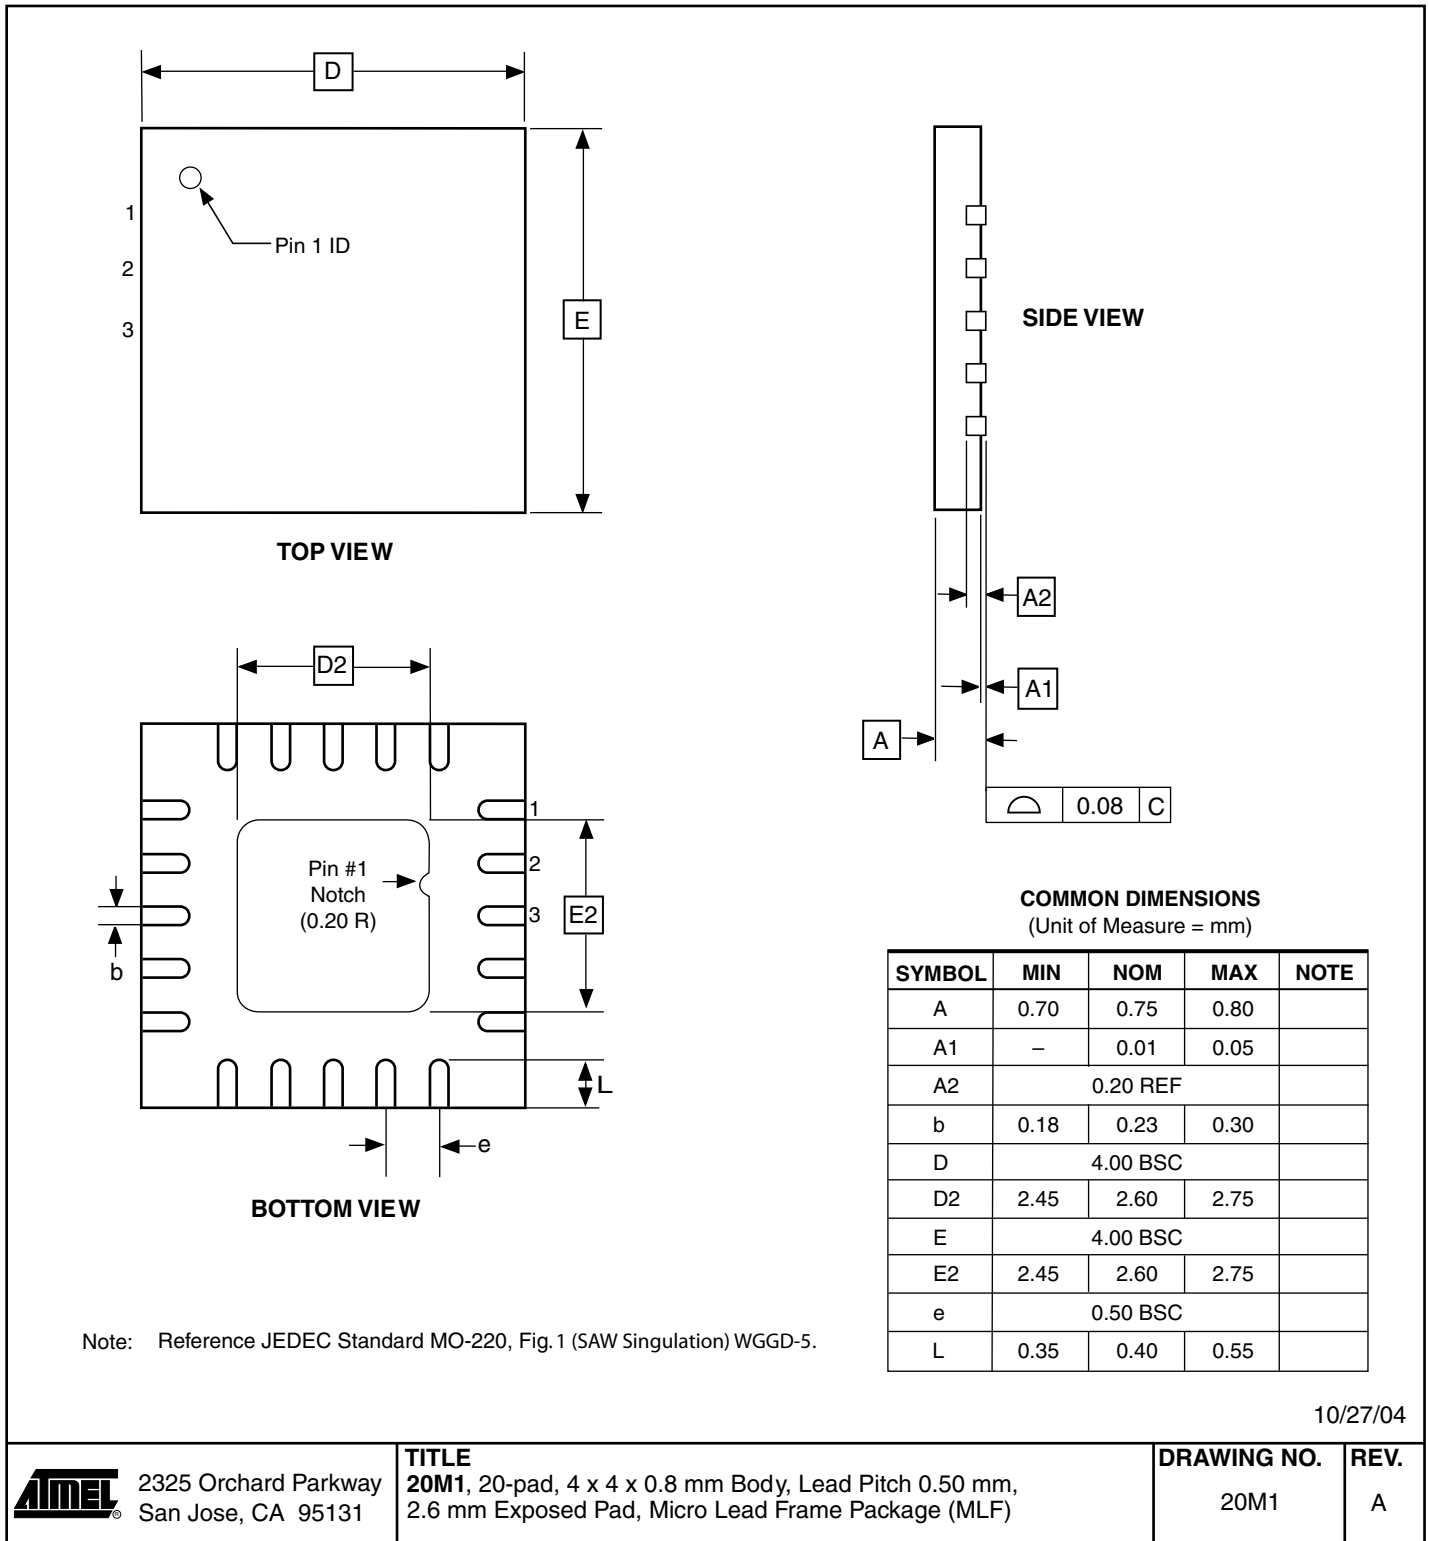 D
1
Pin 1 ID
2
E
3
SIDE VIEW
TOP VIEW
A2
D2
A1
A
0.08 C
1
Pin #1
Notch
(0.20 R)
2
3
E2
b
L
e
BOTTOM VIEW
COMMON DIMENSIONS
(Unit of Measure = mm)
SYMBOL MIN NOM MAX NOTE
A 0.70 0.75 0.80
A1 – 0.01 0.05
A2 0.20 REF
b 0.18 0.23 0.30
D 4.00 BSC
D2 2.45 2.60 2.75
E 4.00 BSC
E2 2.45 2.60 2.75
e 0.50 BSC
L 0.35 0.40 0.55
Note: Reference JEDEC Standard MO-220, Fig. 1 (SAW Singulation) WGGD-5.
10/27/04
ATMEL ®
2325 Orchard Parkway
San Jose, CA 95131
TITLE
20M1, 20-pad, 4 x 4 x 0.8 mm Body, Lead Pitch 0.50 mm,
2.6 mm Exposed Pad, Micro Lead Frame Package (MLF)
DRAWING NO.
20M1
REV.
A